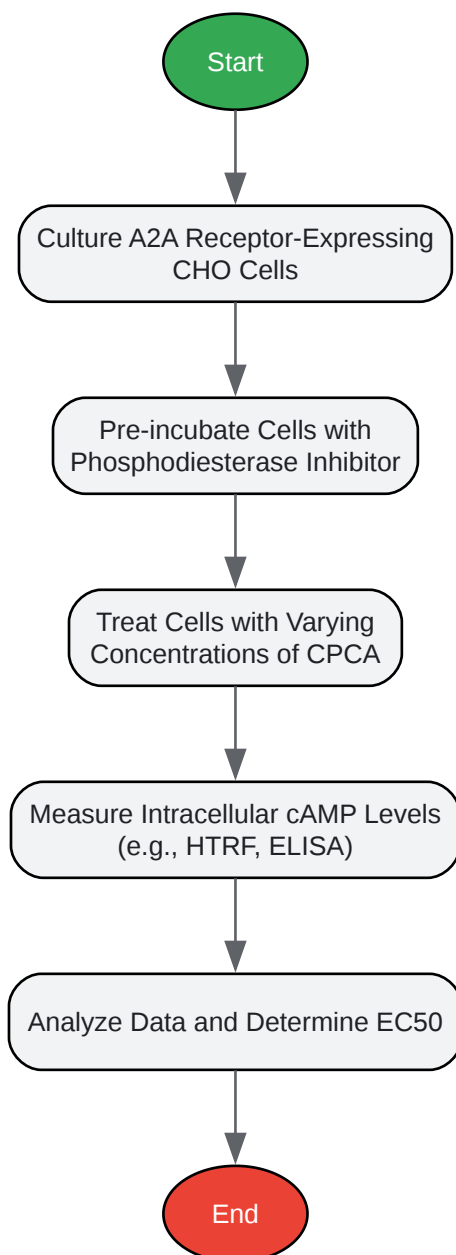 Start
Culture A2A Receptor-Expressing
CHO Cells
Pre-incubate Cells with
Phosphodiesterase Inhibitor
Treat Cells with Varying
Concentrations of CPCA
Measure Intracellular cAMP Levels
(e.g., HTRF, ELISA)
Analyze Data and Determine EC50
End